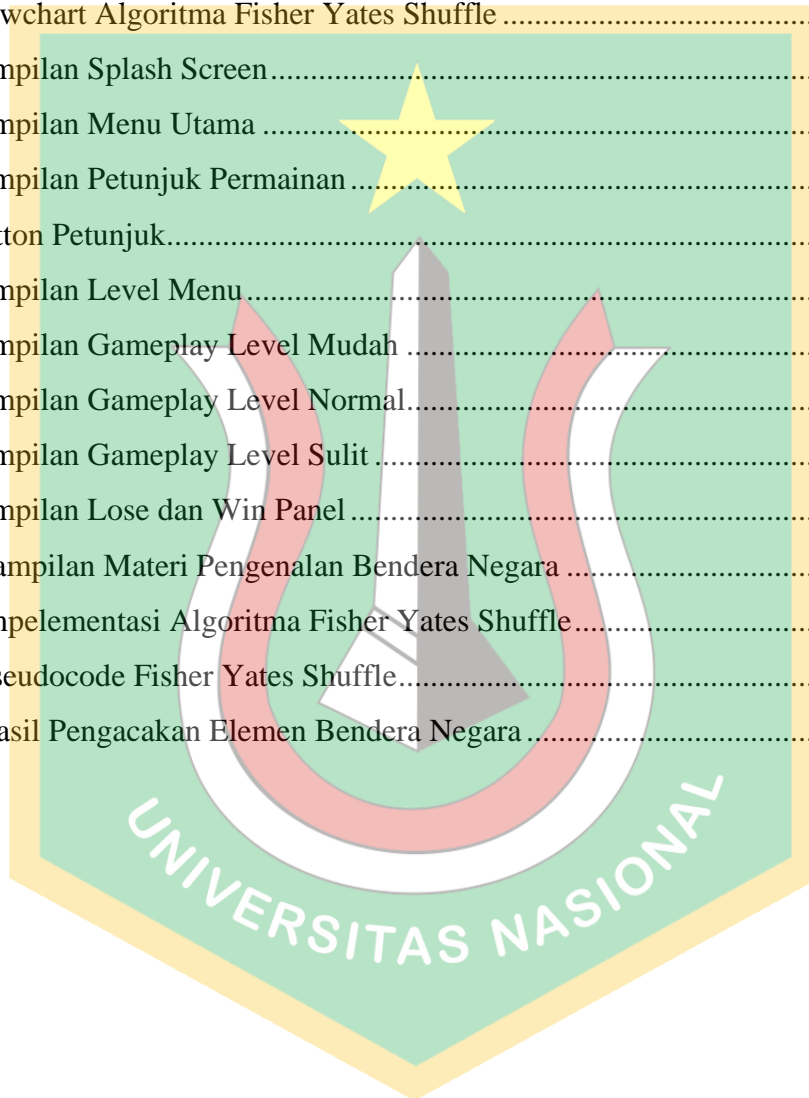 wchart Algoritma Fisher Yates Shuffle ........................................
mpilan Splash Screen....................................................................
mpilan Menu Utama .....................................................................
mpilan Petunjuk Permainan ..........................................................
tton Petunjuk.................................................................................
mpilan Level Menu.......................................................................
mpilan Gameplay Level Mudah ...................................................
mpilan Gameplay Level Normal...................................................
mpilan Gameplay Level Sulit .......................................................
mpilan Lose dan Win Panel ..........................................................
ampilan Materi Pengenalan Bendera Negara ...............................
npelementasi Algoritma Fisher Yates Shuffle..............................
seudocode Fisher Yates Shuffle....................................................
asil Pengacakan Elemen Bendera Negara ....................................
UNIVERSITAS NASIONAL